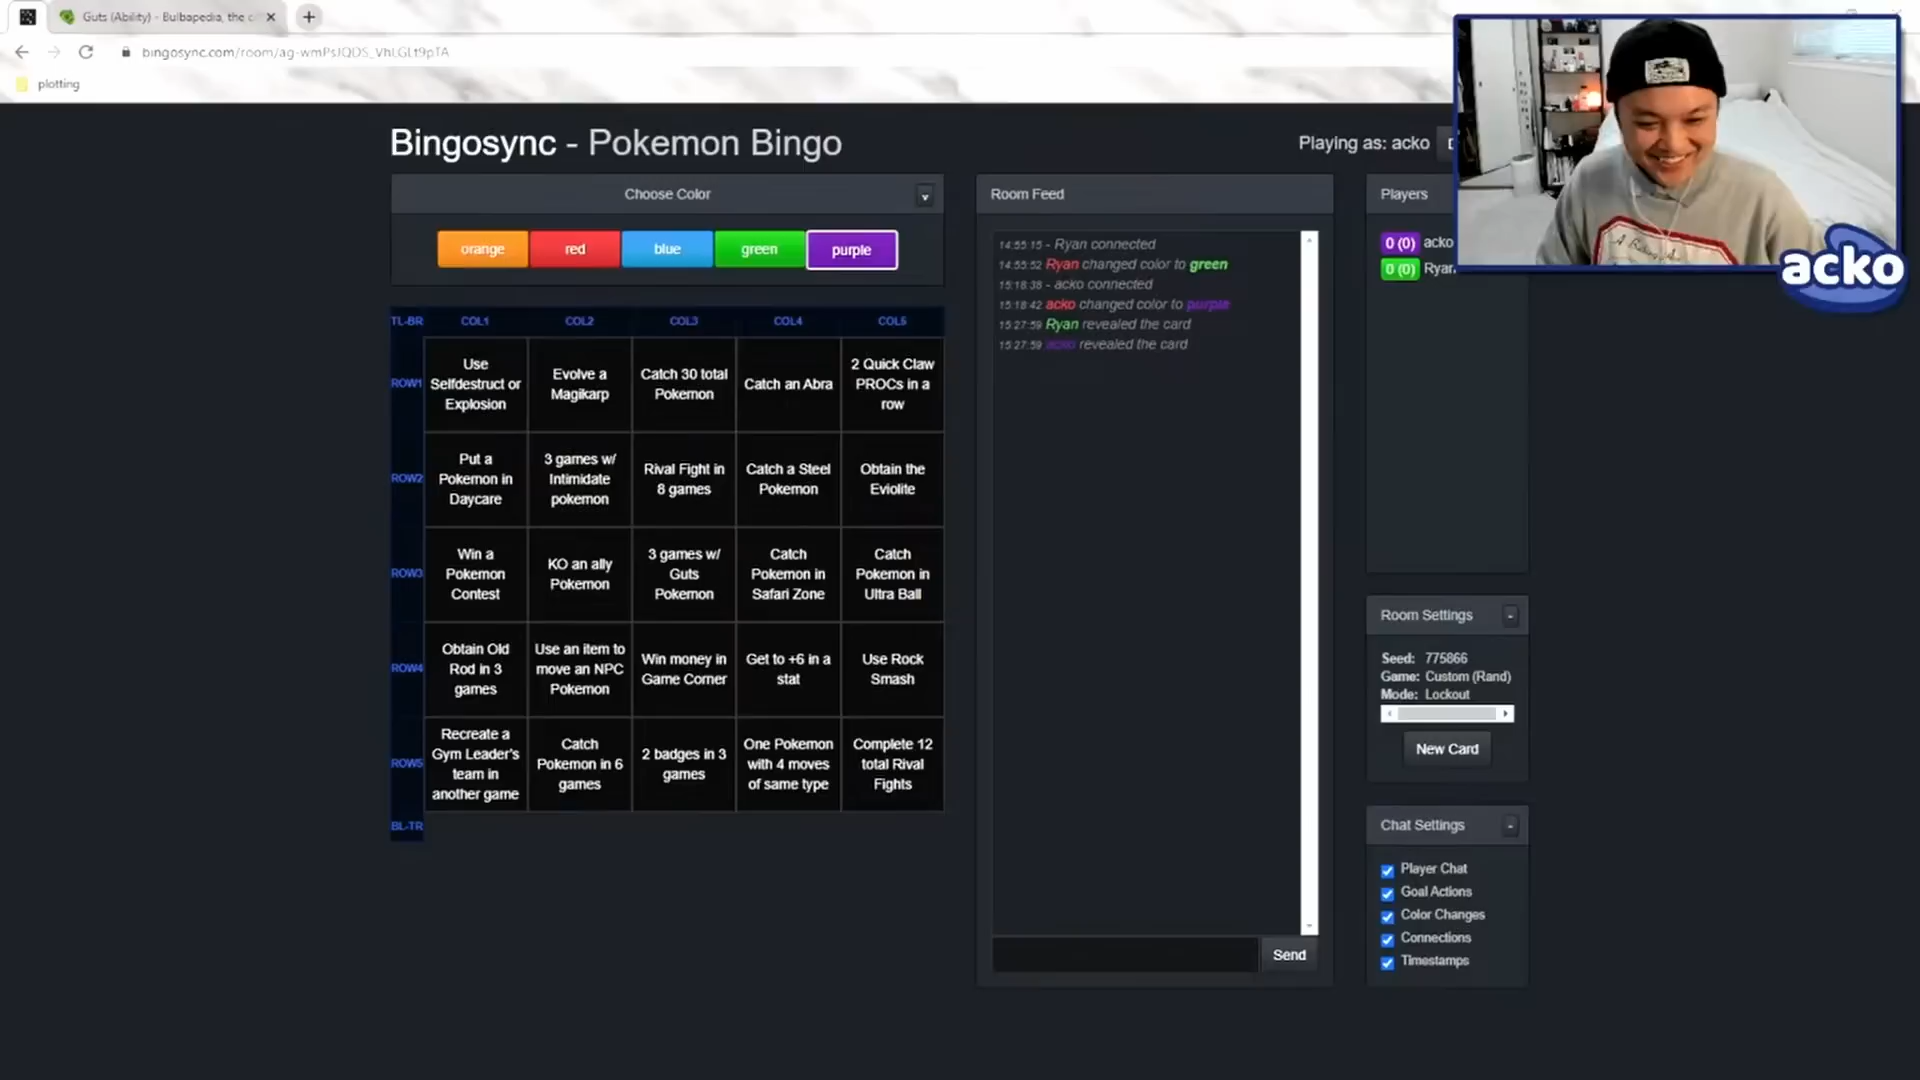 Guts (Ability) - Bulbapedia, the c
bingosync.com/room/ag-wmPsJQDS_VhLGLt9pTA
plotting
Bingosync - Pokemon Bingo
Playing as: acko
Choose Color
orange
red
blue
green
purple
TL-BR
COL1
COL2
COL3
COL4
COL5
ROW1
Use
Selfdestruct or
Explosion
Evolve a
Magikarp
Catch 30 total
Pokemon
Catch an Abra
2 Quick Claw
PROCs in a
row
ROW2
Put a
Pokemon in
Daycare
3 games w/
Intimidate
pokemon
Rival Fight in
8 games
Catch a Steel
Pokemon
Obtain the
Eviolite
ROW3
Win a
Pokemon
Contest
KO an ally
Pokemon
3 games w/
Guts
Pokemon
Catch
Pokemon in
Safari Zone
Catch
Pokemon in
Ultra Ball
ROW4
Obtain Old
Rod in 3
games
Use an item to
move an NPC
Pokemon
Win money in
Game Corner
Get to +6 in a
stat
Use Rock
Smash
ROW5
Recreate a
Gym Leader's
team in
another game
Catch
Pokemon in 6
games
2 badges in 3
games
One Pokemon
with 4 moves
of same type
Complete 12
total Rival
Fights
BL-TR
Room Feed
14:55:15 - Ryan connected
14:55:52 Ryan changed color to green
15:18:38 - acko connected
15:18:42 acko changed color to purple
15:27:59 Ryan revealed the card
15:27:59 acko revealed the card
Send
Players
0 (0) acko
0 (0) Ryan
acko
Room Settings
Seed: 775866
Game: Custom (Rand)
Mode: Lockout
New Card
Chat Settings
Player Chat
Goal Actions
Color Changes
Connections
Timestamps